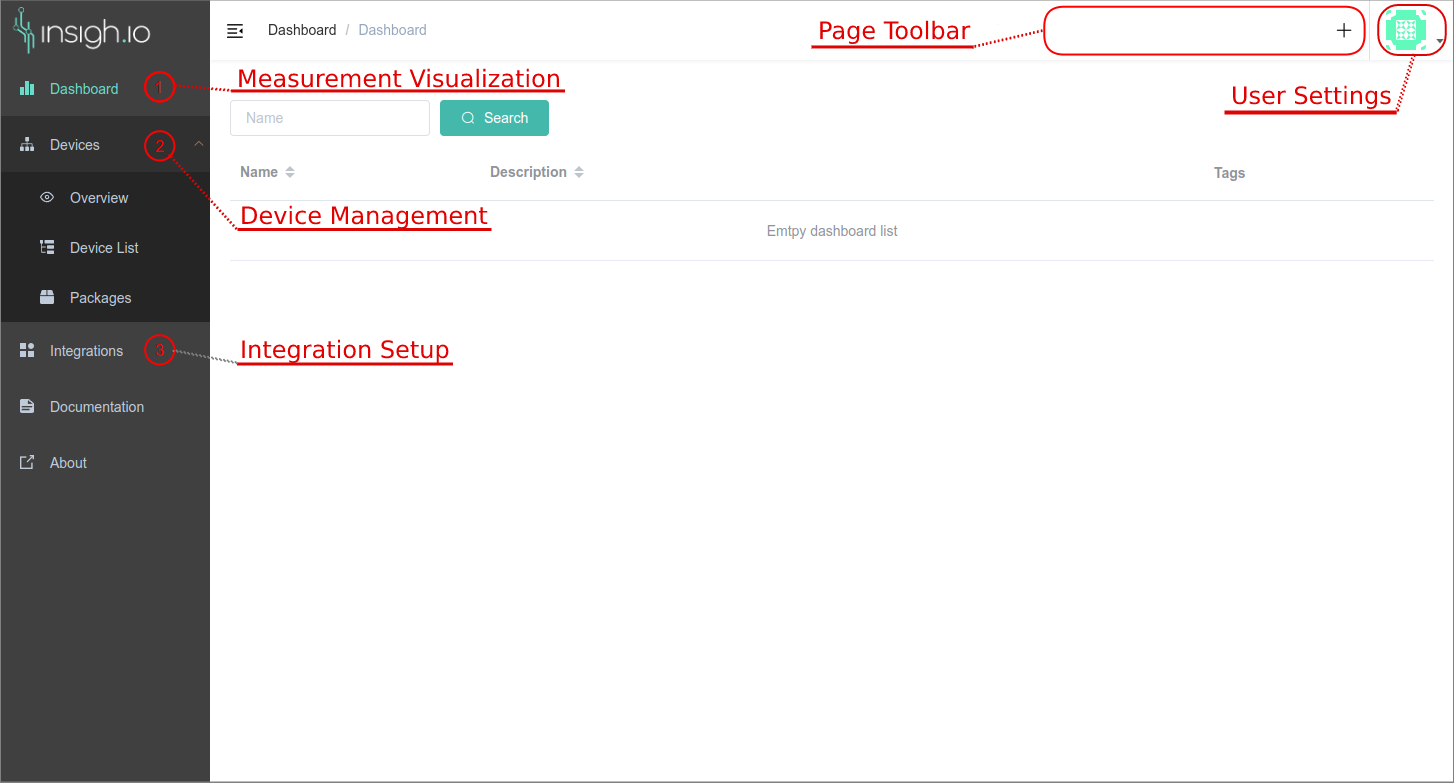 insigh.io
Dashboard / Dashboard
Page Toolbar
+
User Settings
Dashboard 1
Measurement Visualization
Name
Search
Devices 2
Name
Description
Tags
Overview
Device Management
Emtpy dashboard list
Device List
Packages
Integrations 3
Integration Setup
Documentation
About